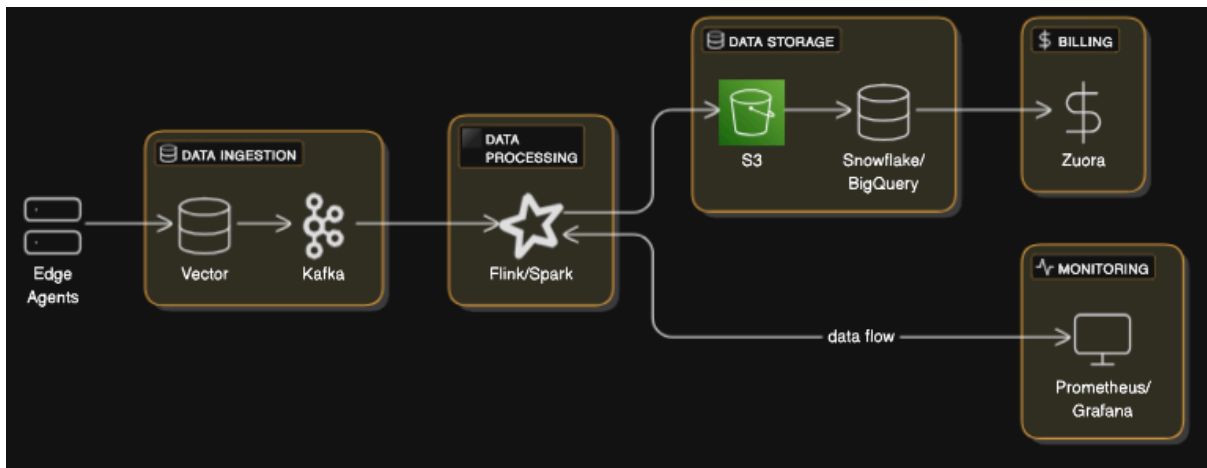 DATA STORAGE
S3
Snowflake/
BigQuery
BILLING
Zuora
DATA INGESTION
Vector
Kafka
DATA
PROCESSING
Flink/Spark
Edge
Agents
MONITORING
data flow
Prometheus/
Grafana